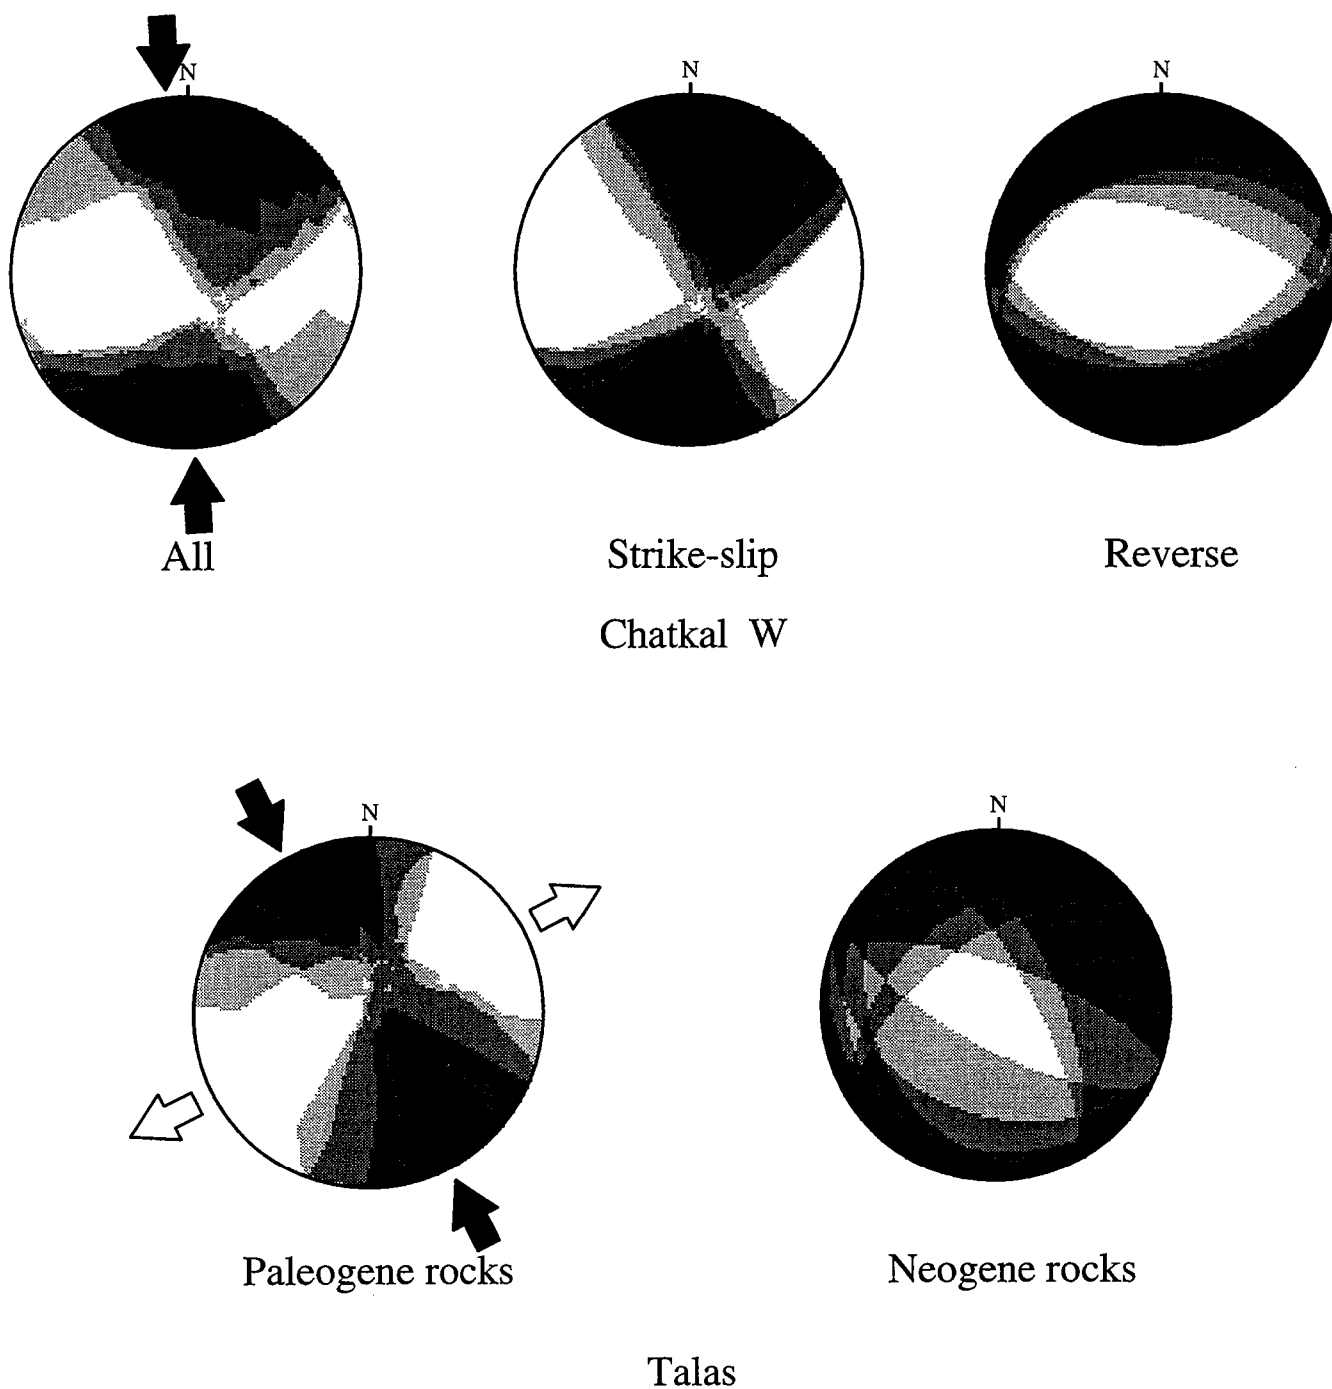 N
N
N
All
Strike-slip
Reverse
Chatkal W
N
N
Paleogene rocks
Neogene rocks
Talas